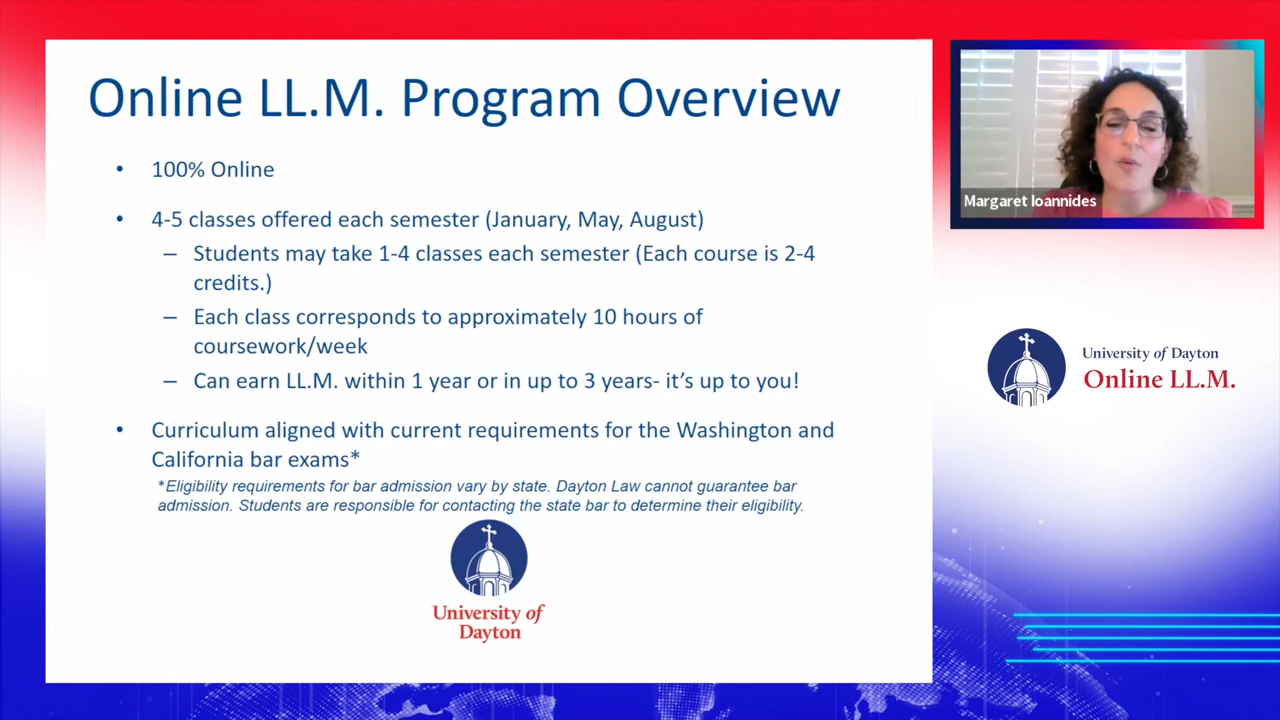 Online LL.M. Program Overview
• 100% Online
• 4-5 classes offered each semester (January, May, August)
– Students may take 1-4 classes each semester (Each course is 2-4
credits.)
– Each class corresponds to approximately 10 hours of
coursework/week
– Can earn LL.M. within 1 year or in up to 3 years- it's up to you!
• Curriculum aligned with current requirements for the Washington and
California bar exams*
*Eligibility requirements for bar admission vary by state. Dayton Law cannot guarantee bar
admission. Students are responsible for contacting the state bar to determine their eligibility.
University of
Dayton
Margaret Ioannides
University of Dayton
Online LL.M.